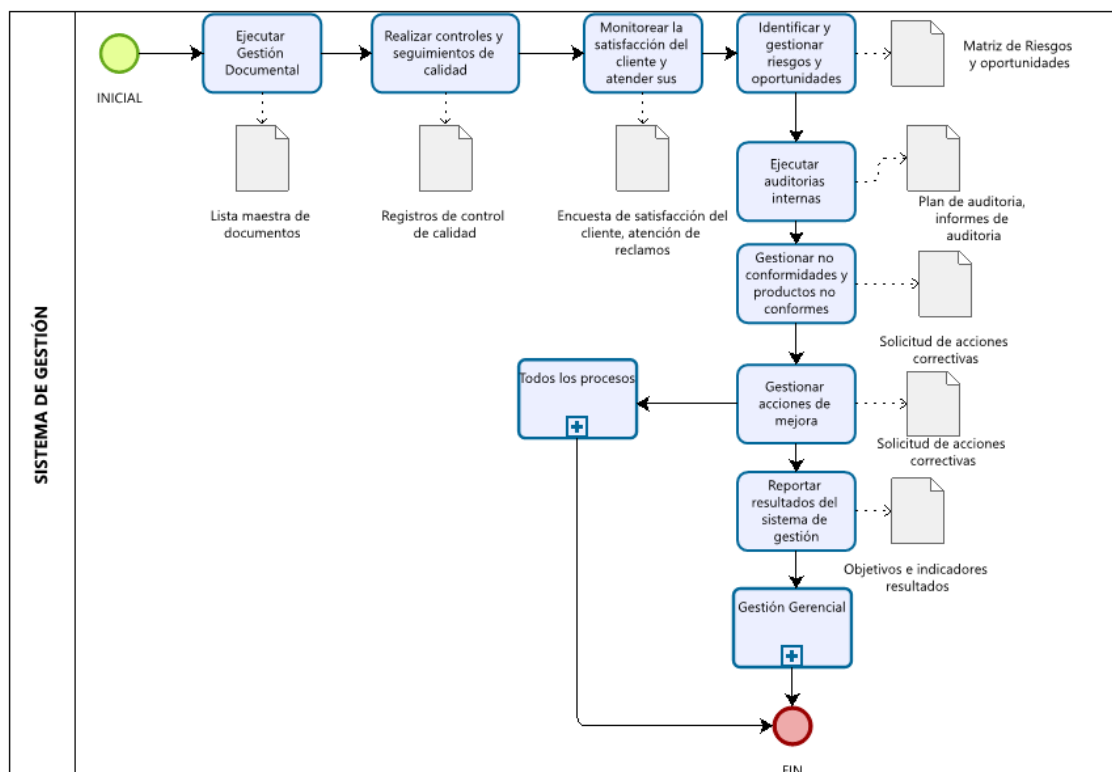 SISTEMA DE GESTIÓN
INICIAL
Ejecutar
Gestión
Documental
Realizar controles y
seguimientos de
calidad
Monitorear la
satisfacción del
cliente y
atender sus
Identificar y
gestionar
riesgos y
oportunidades
Matriz de Riesgos
y oportunidades
Lista maestra de
documentos
Registros de control
de calidad
Encuesta de satisfacción del
cliente, atención de
reclamos
Ejecutar
auditorias
internas
Plan de auditoria,
informes de
auditoria
Gestionar no
conformidades y
productos no
conformes
Solicitud de acciones
correctivas
Todos los procesos
Gestionar
acciones de
mejora
Solicitud de acciones
correctivas
Reportar
resultados del
sistema de
gestión
Objetivos e indicadores
resultados
Gestión Gerencial
FIN